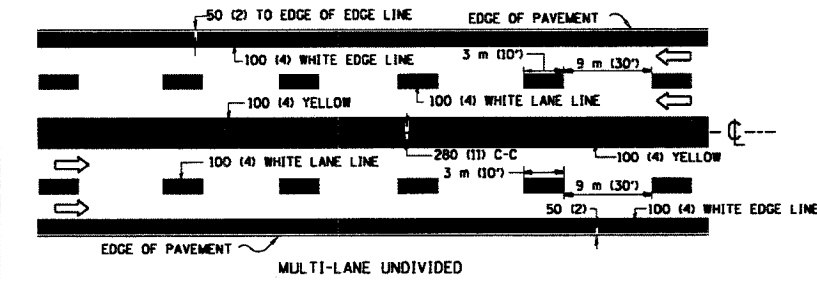 50 (2) TO EDGE OF EDGE LINE
EDGE OF PAVEMENT
100 (4) WHITE EDGE LINE
3 m (10")
9 m (30")
100 (4) YELLOW
100 (4) WHITE LANE LINE
℄
280 (11) C-C
100 (4) YELLOW
100 (4) WHITE LANE LINE
3 m (10")
9 m (30")
50 (2)
100 (4) WHITE EDGE LINE
EDGE OF PAVEMENT
MULTI-LANE UNDIVIDED